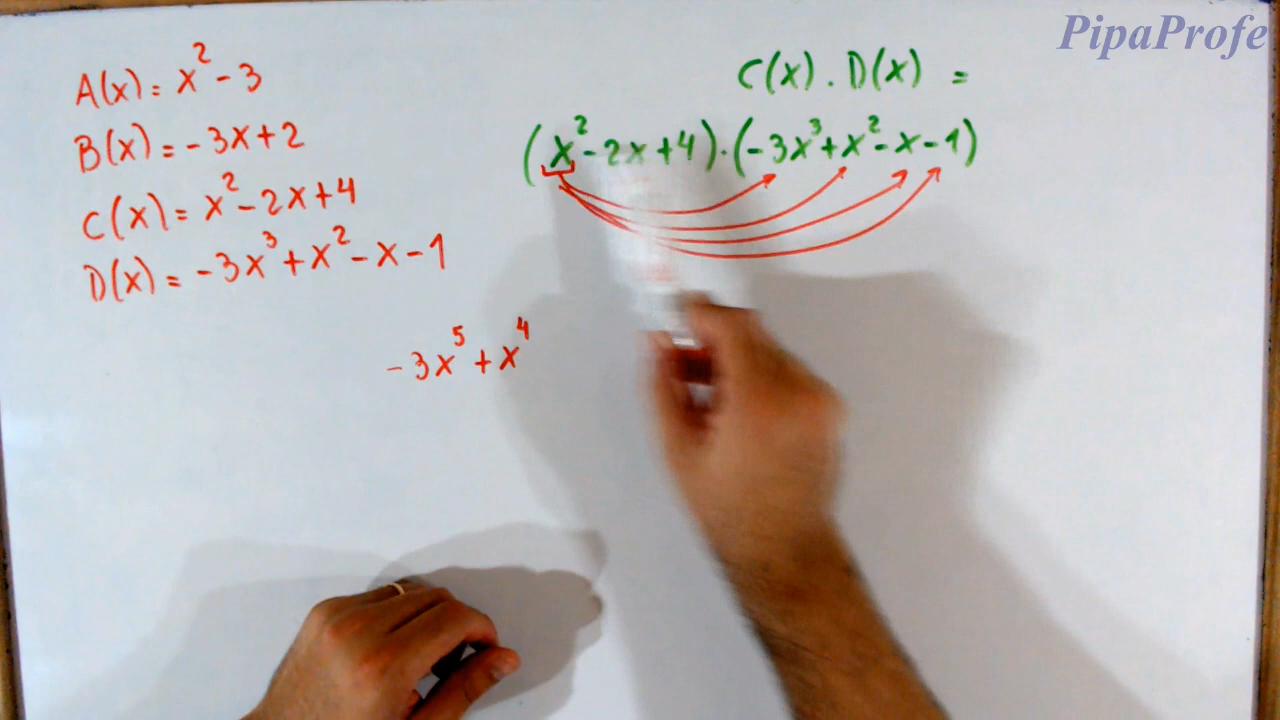 PipaProfe
A(x) = x² - 3
B(x) = - 3x + 2
C(x) = x² - 2x + 4
D(x) = - 3x³ + x² - x - 1
C(x) . D(x) =
(x² - 2x + 4) · (- 3x³ + x² - x - 1)
- 3x⁵ + x⁴